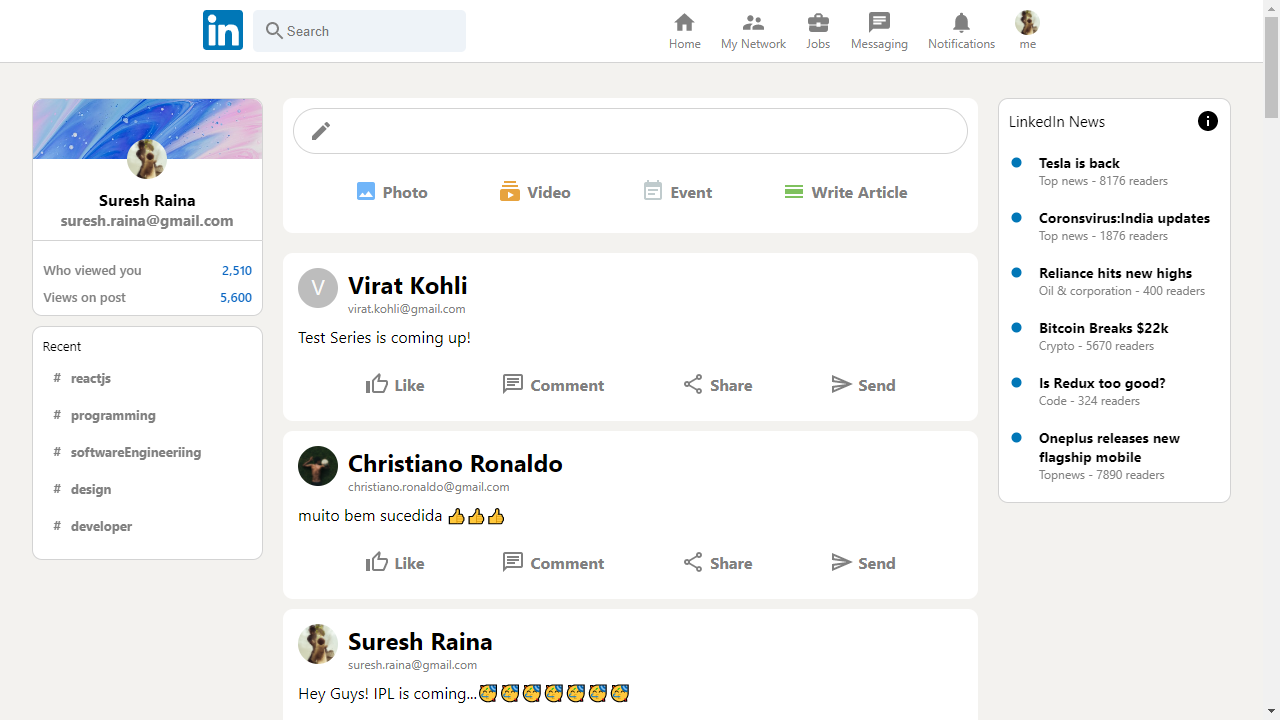 in Search Home My Network Jobs Messaging Notifications me
Suresh Raina
suresh.raina@gmail.com
Who viewed you 2,510
Views on post 5,600
Recent
# reactjs
# programming
# softwareEngineeriing
# design
# developer
Photo Video Event Write Article
V
Virat Kohli
virat.kohli@gmail.com
Test Series is coming up!
Like Comment Share Send
Christiano Ronaldo
christiano.ronaldo@gmail.com
muito bem sucedida 👍👍👍
Like Comment Share Send
Suresh Raina
suresh.raina@gmail.com
Hey Guys! IPL is coming...🥳🥳🥳🥳🥳🥳🥳
LinkedIn News
Tesla is back
Top news - 8176 readers
Coronsvirus:India updates
Top news - 1876 readers
Reliance hits new highs
Oil & corporation - 400 readers
Bitcoin Breaks $22k
Crypto - 5670 readers
Is Redux too good?
Code - 324 readers
Oneplus releases new
flagship mobile
Topnews - 7890 readers